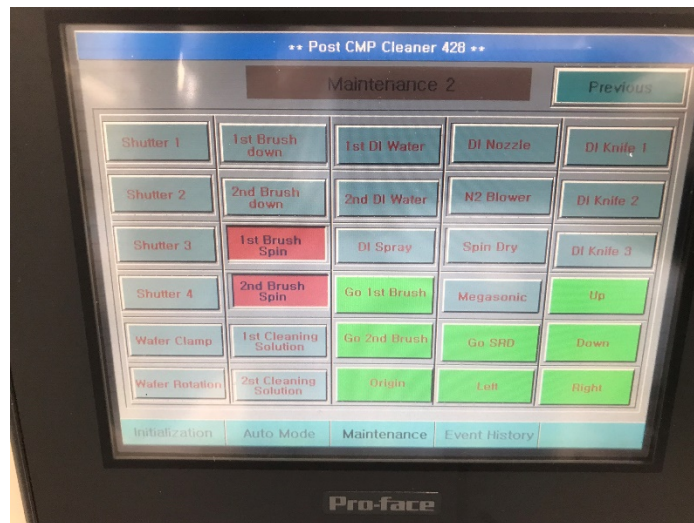 ** Post CMP Cleaner 428 **
Maintenance 2
Previous
Shutter 1
1st Brush
down
1st DI Water
DI Nozzle
DI Knife 1
Shutter 2
2nd Brush
down
2nd DI Water
N2 Blower
DI Knife 2
Shutter 3
1st Brush
Spin
DI Spray
Spin Dry
DI Knife 3
Shutter 4
2nd Brush
Spin
Go 1st Brush
Megasonic
Up
Wafer Clamp
1st Cleaning
Solution
Go 2nd Brush
Go SRD
Down
Wafer Rotation
2st Cleaning
Solution
Origin
Left
Right
Initialization
Auto Mode
Maintenance
Event History
Pro-face